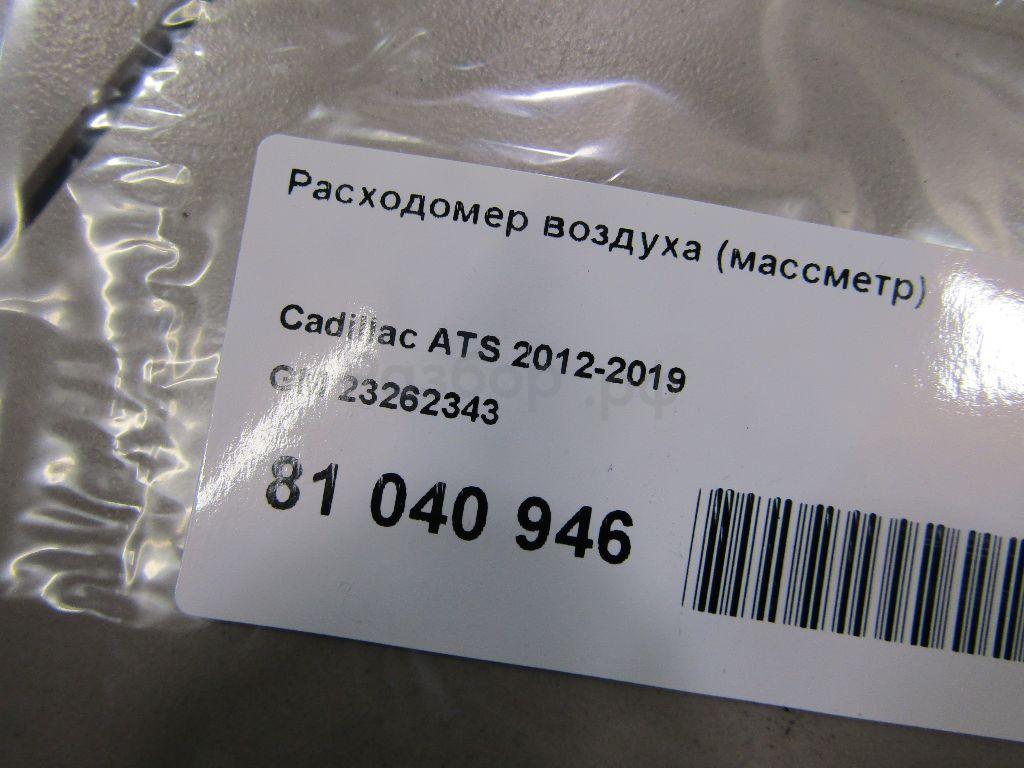 Расходомер воздуха (массметр)
Cadillac ATS 2012-2019
GM 23262343
81 040 946